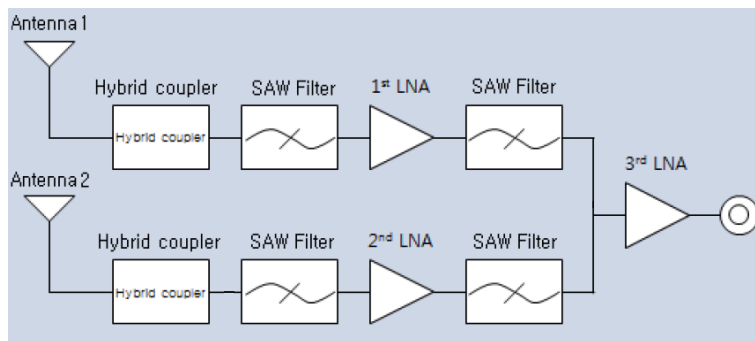 Antenna 1
Hybrid coupler
SAW Filter
1st LNA
SAW Filter
Hybrid coupler
3rd LNA
Antenna 2
Hybrid coupler
SAW Filter
2nd LNA
SAW Filter
Hybrid coupler